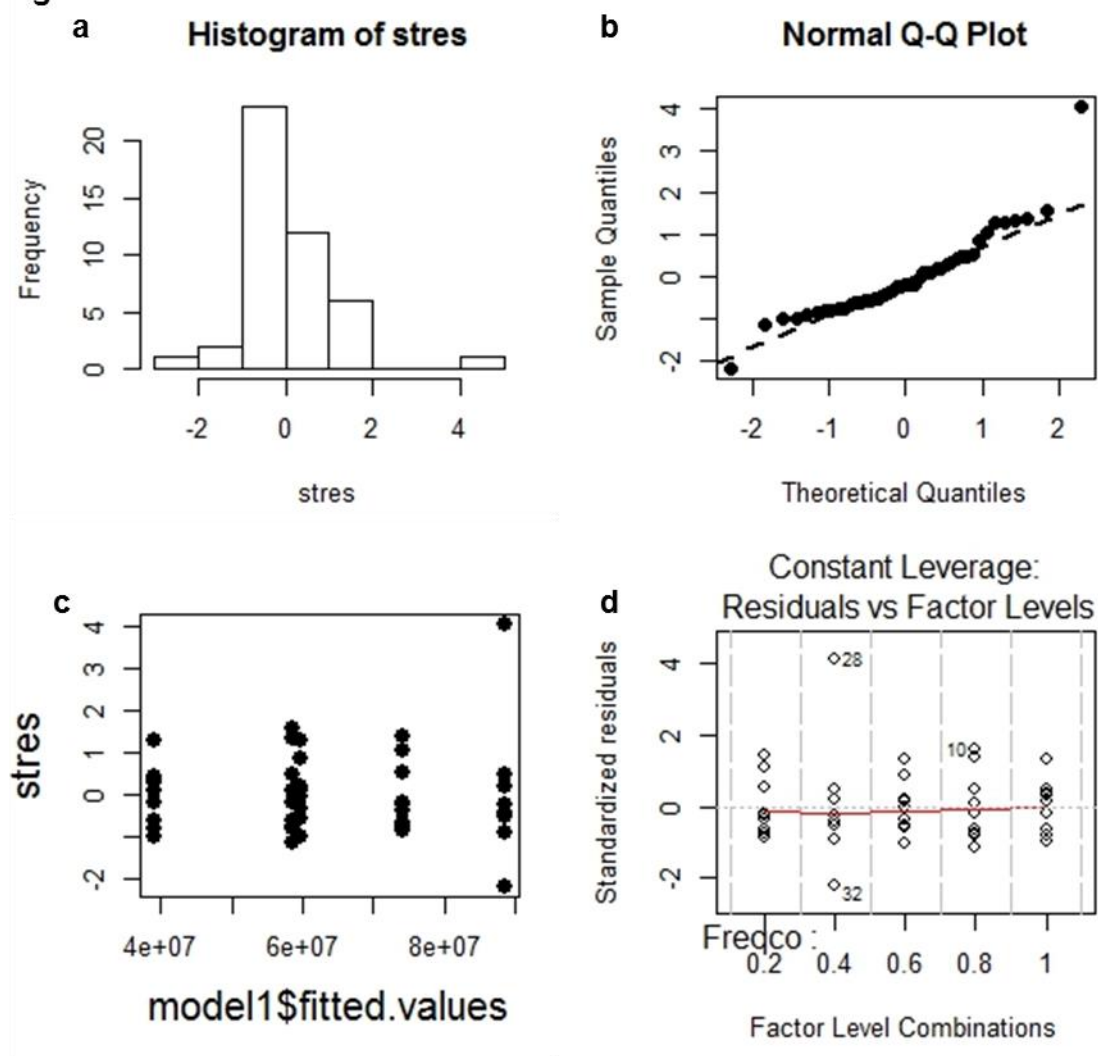 a
Histogram of stres
Frequency
20
15
10
5
0
-2 0 2 4
stres
b
Normal Q-Q Plot
Sample Quantiles
4
3
2
1
0
-2
-2 -1 0 1 2
Theoretical Quantiles
c
stres
4
3
2
1
0
-2
4e+07 6e+07 8e+07
model1$fitted.values
d
Constant Leverage:
Residuals vs Factor Levels
Standardized residuals
4
2
0
-2
28
10
32
Fredco :
0.2 0.4 0.6 0.8 1
Factor Level Combinations